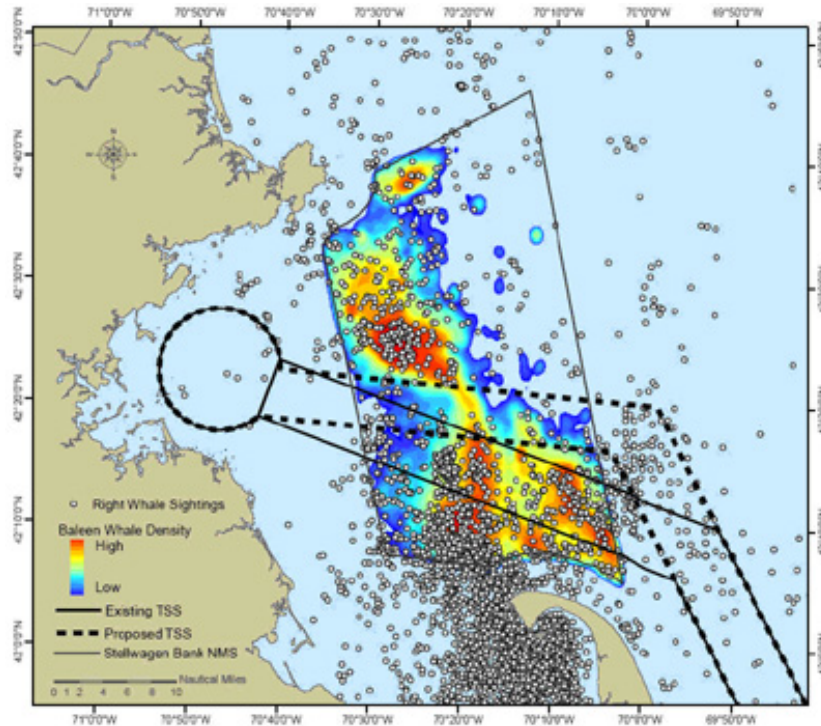 71°0'0"W 70°50'0"W 70°40'0"W 70°30'0"W 70°20'0"W 70°10'0"W 70°0'0"W 69°50'0"W
42°50'0"N
42°40'0"N
42°30'0"N
42°20'0"N
42°10'0"N
42°0'0"N
N
Right Whale Sightings
Baleen Whale Density
High
Low
Existing TSS
Proposed TSS
Stellwagen Bank NMS
Nautical Miles
0 1 2 4 6 8 10
71°0'0"W 70°50'0"W 70°40'0"W 70°30'0"W 70°20'0"W 70°10'0"W 70°0'0"W 69°50'0"W